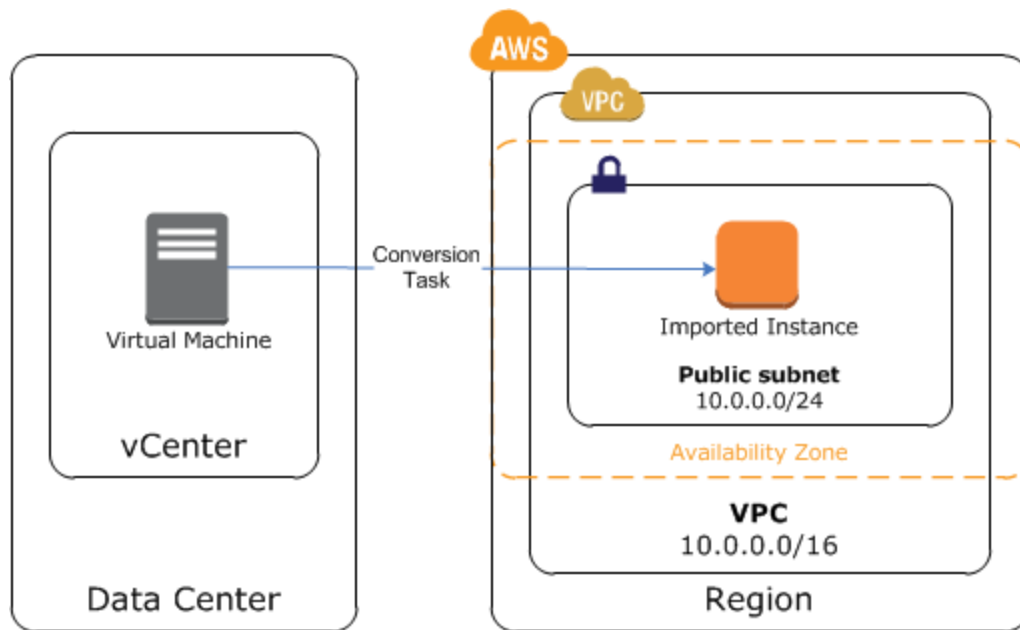 AWS
VPC
Conversion
Task
Virtual Machine
vCenter
Data Center
Imported Instance
Public subnet
10.0.0.0/24
Availability Zone
VPC
10.0.0.0/16
Region